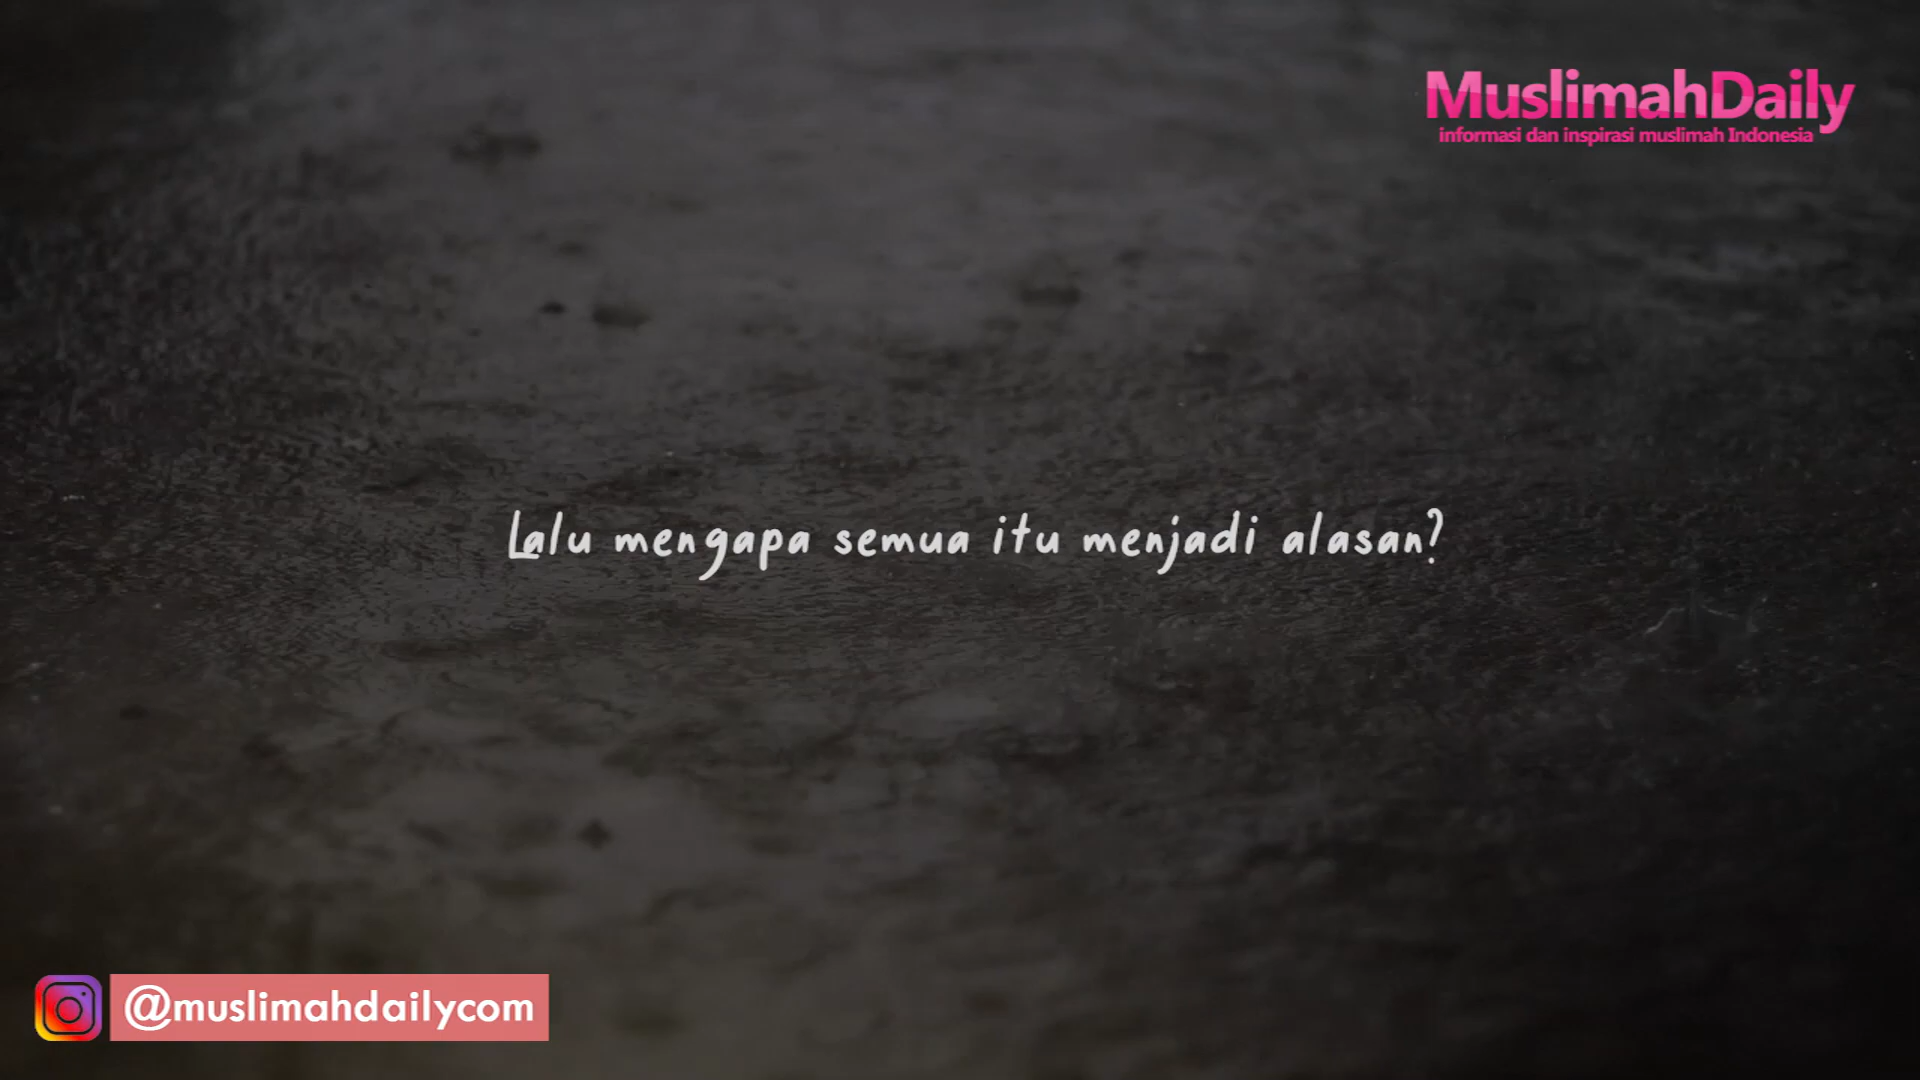 MuslimahDaily
informasi dan inspirasi muslimah Indonesia
Lalu mengapa semua itu menjadi alasan?
@muslimahdailycom